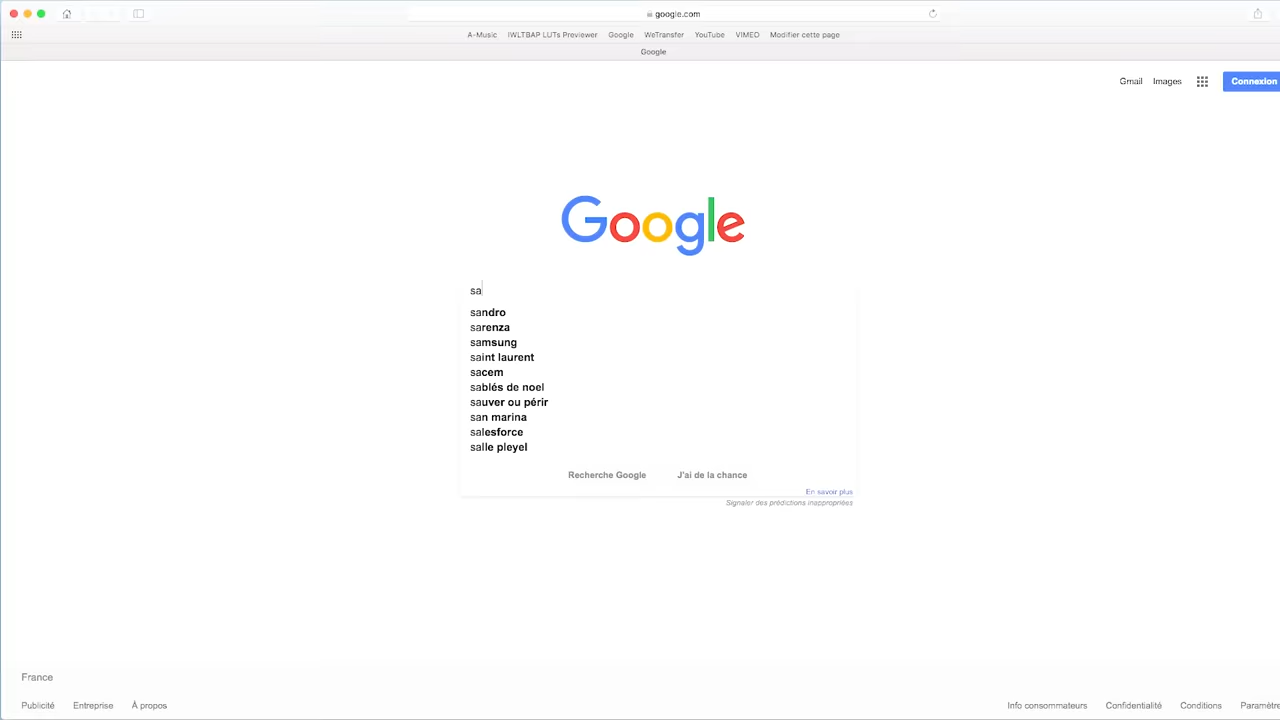 google.com
A-Music IWLTBAP LUTs Previewer Google WeTransfer YouTube VIMEO Modifier cette page
Google
Gmail Images Connexion
Google
sa
sandro
sarenza
samsung
saint laurent
sacem
sablés de noel
sauver ou périr
san marina
salesforce
salle pleyel
Recherche Google J'ai de la chance
En savoir plus
Signaler des prédictions inappropriées
France
Publicité Entreprise À propos Info consommateurs Confidentialité Conditions Paramètre